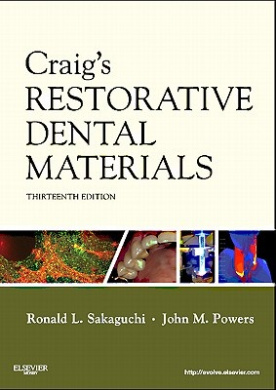 Craig's
RESTORATIVE
DENTAL
MATERIALS
THIRTEENTH EDITION
Ronald L. Sakaguchi • John M. Powers
ELSEVIER
MOSBY
http://evolve.elsevier.com